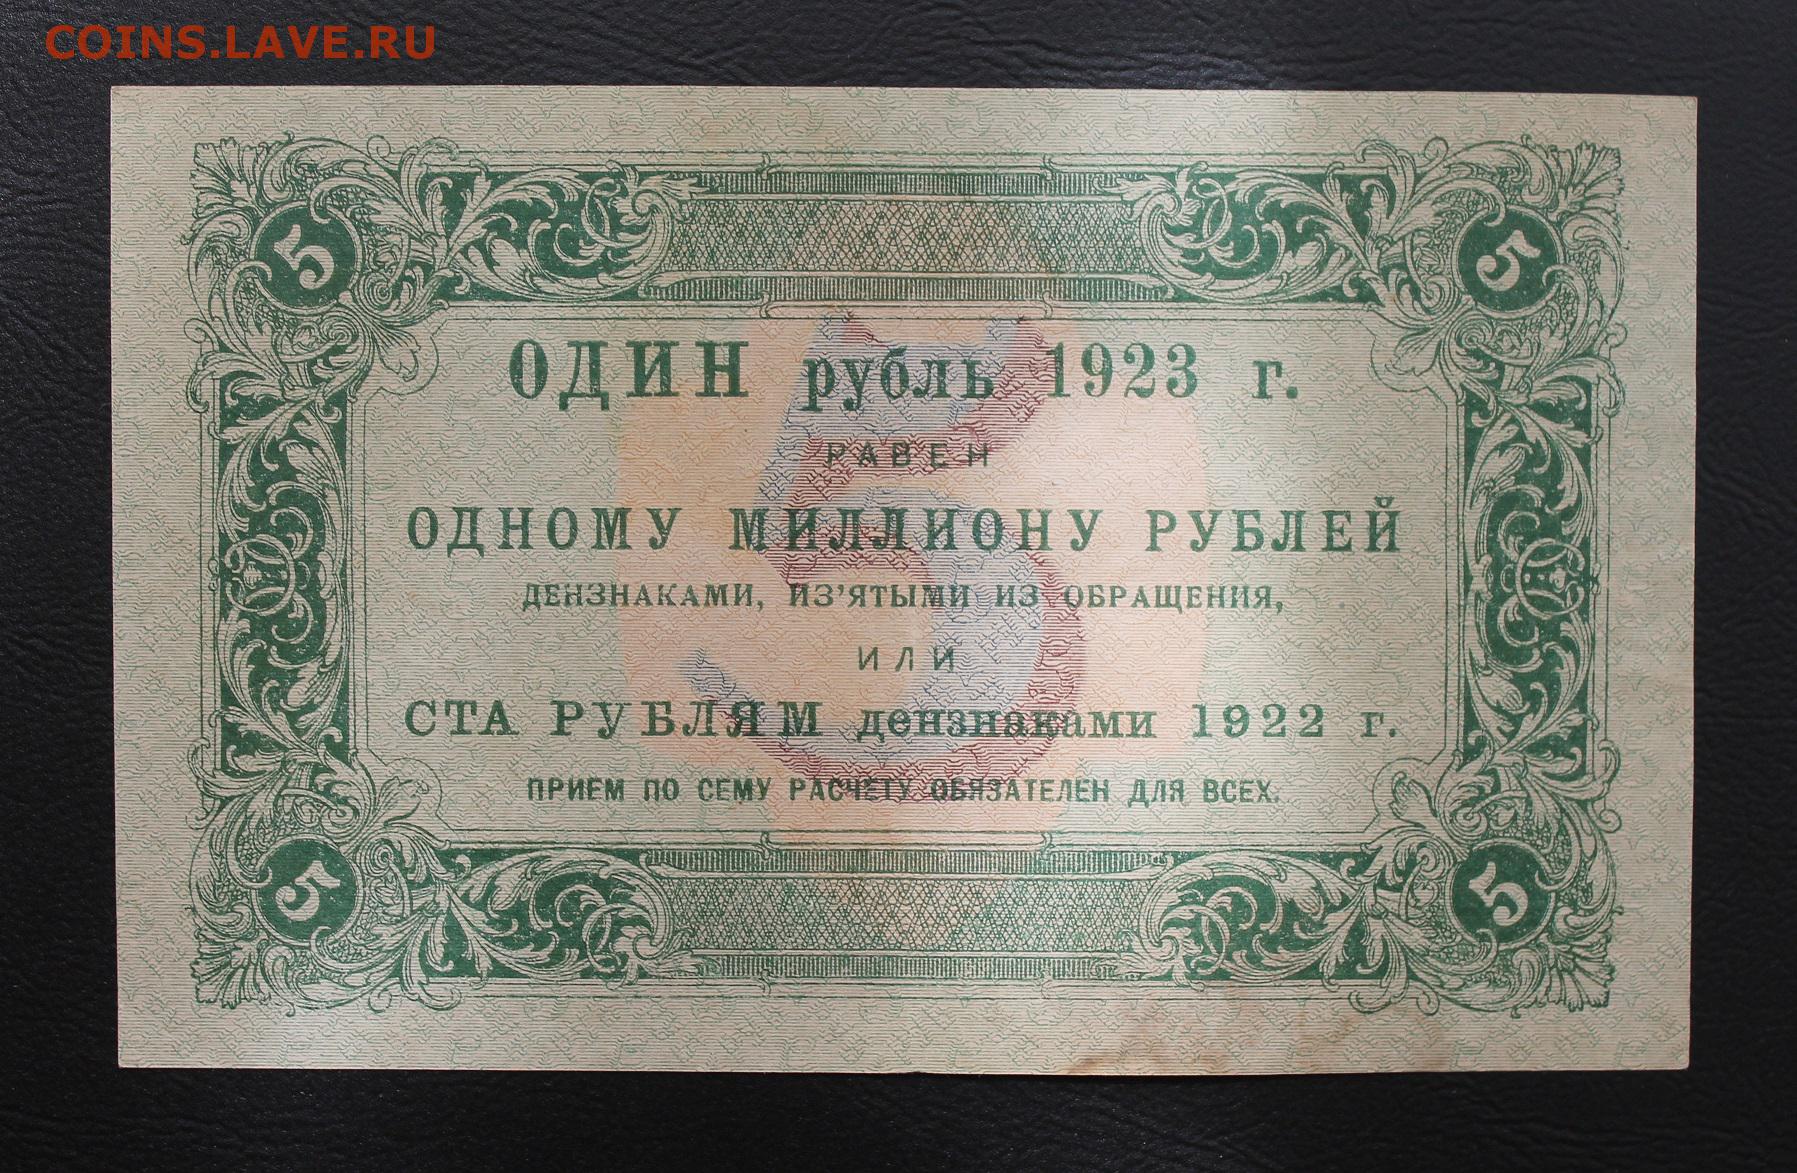 COINS.LAVE.RU
5 5
ОДИН рубль 1923 г.
РАВЕН
ОДНОМУ МИЛЛИОНУ РУБЛЕЙ
ДЕНЗНАКАМИ, ИЗ'ЯТЫМИ ИЗ ОБРАЩЕНИЯ,
ИЛИ
СТА РУБЛЯМ дензнаками 1922 г.
ПРИЕМ ПО СЕМУ РАСЧЕТУ ОБЯЗАТЕЛЕН ДЛЯ ВСЕХ.
5
5 5